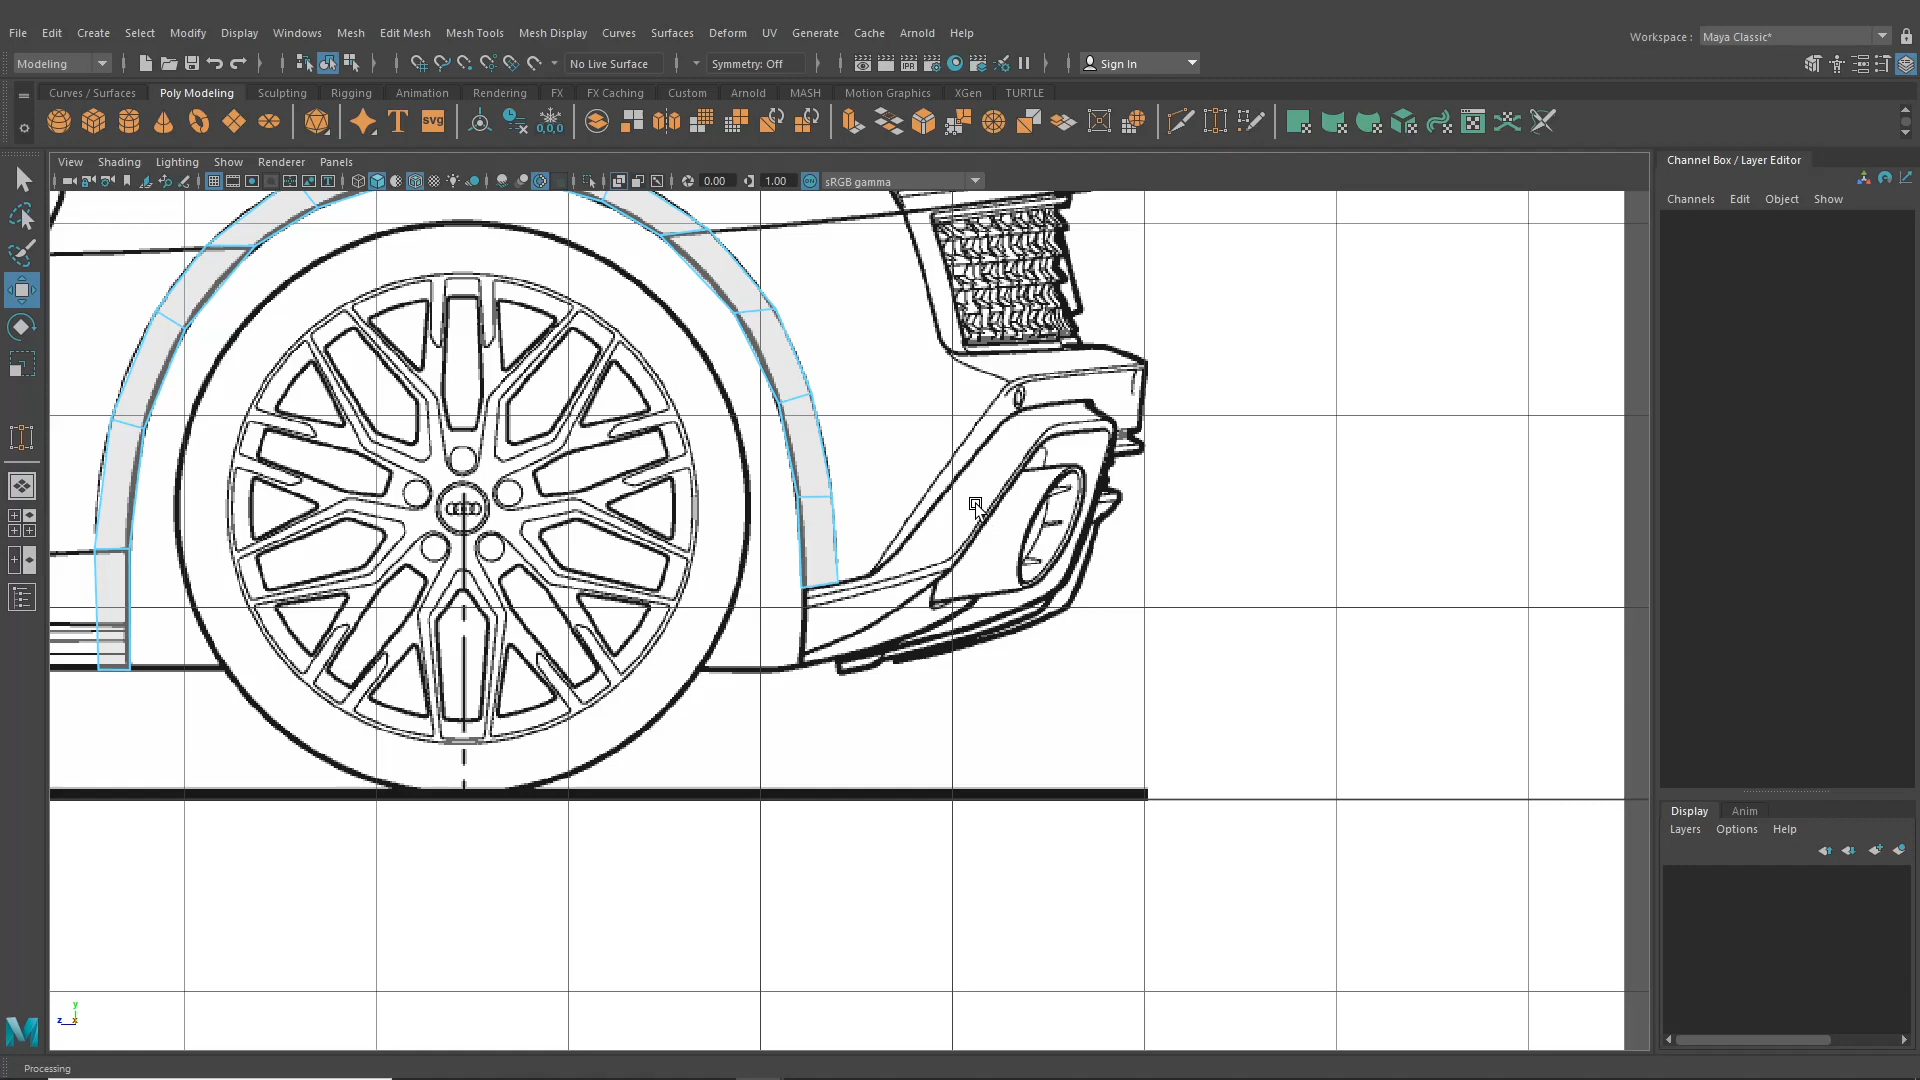 File Edit Create Select Modify Display Windows Mesh Edit Mesh Mesh Tools Mesh Display Curves Surfaces Deform UV Generate Cache Arnold Help
Workspace : Maya Classic*
Modeling No Live Surface Symmetry: Off Sign In
Curves / Surfaces Poly Modeling Sculpting Rigging Animation Rendering FX FX Caching Custom Arnold MASH Motion Graphics XGen TURTLE
T svg 0,0,0
View Shading Lighting Show Renderer Panels
0.00 1.00 sRGB gamma
Channel Box / Layer Editor
Channels Edit Object Show
Display Anim
Layers Options Help
y
z x
M
Processing